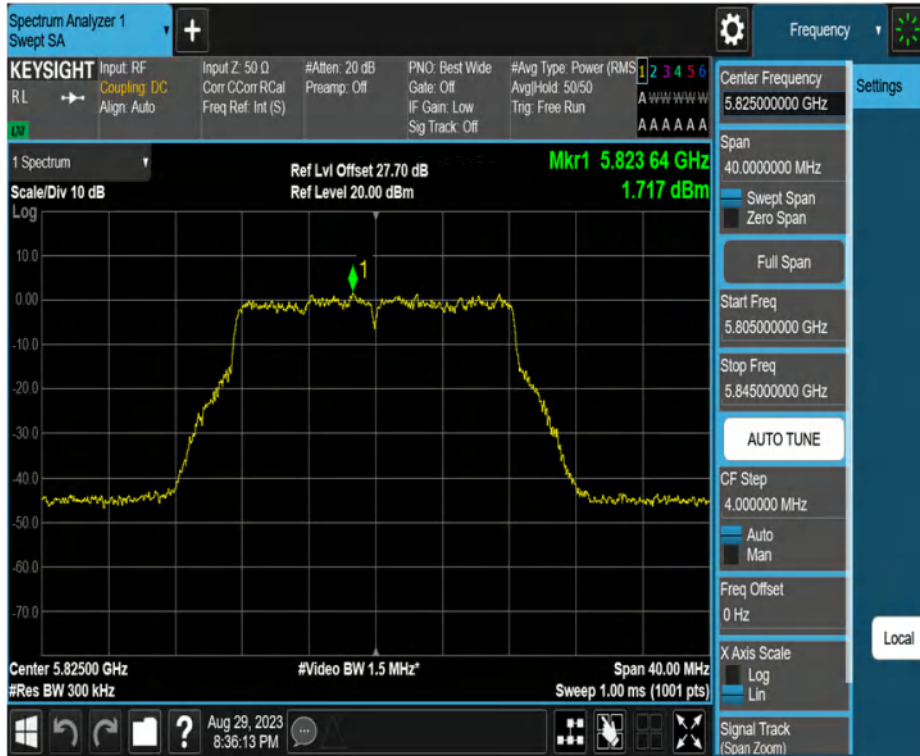 Spectrum Analyzer 1
Swept SA
Frequency
KEYSIGHT
RL
LXI
Input: RF
Coupling: DC
Align: Auto
Input Z: 50 Ω
Corr CCorr RCal
Freq Ref: Int (S)
#Atten: 20 dB
Preamp: Off
PNO: Best Wide
Gate: Off
IF Gain: Low
Sig Track: Off
#Avg Type: Power (RMS
Avg|Hold: 50/50
Trig: Free Run
1 2 3 4 5 6
A W W W W W
A A A A A A
1 Spectrum
Scale/Div 10 dB
Log
Ref Lvl Offset 27.70 dB
Ref Level 20.00 dBm
Mkr1 5.823 64 GHz
1.717 dBm
1
10.0
0.00
-10.0
-20.0
-30.0
-40.0
-50.0
-60.0
-70.0
Center 5.82500 GHz
#Res BW 300 kHz
#Video BW 1.5 MHz*
Span 40.00 MHz
Sweep 1.00 ms (1001 pts)
Center Frequency
5.825000000 GHz
Settings
Span
40.0000000 MHz
Swept Span
Zero Span
Full Span
Start Freq
5.805000000 GHz
Stop Freq
5.845000000 GHz
AUTO TUNE
CF Step
4.000000 MHz
Auto
Man
Freq Offset
0 Hz
X Axis Scale
Log
Lin
Local
Signal Track
(Span Zoom)
?
Aug 29, 2023
8:36:13 PM